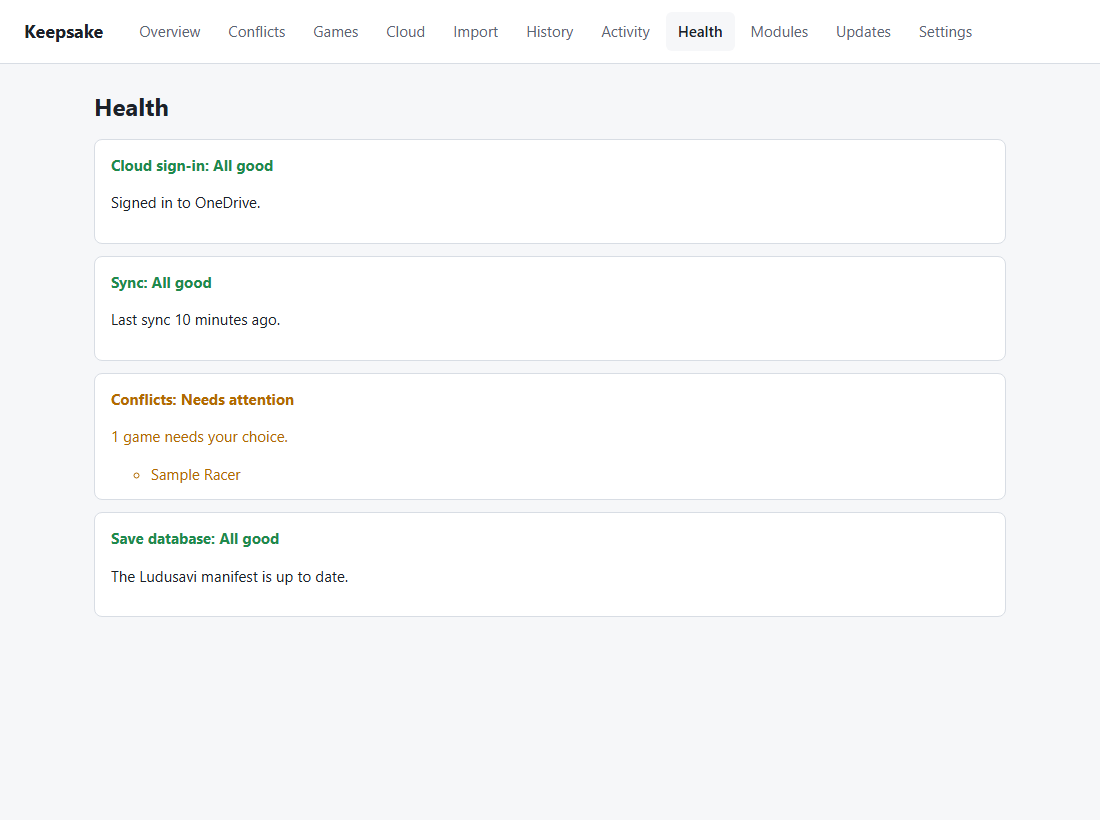 Keepsake Overview Conflicts Games Cloud Import History Activity Health Modules Updates Settings
Health
Cloud sign-in: All good
Signed in to OneDrive.
Sync: All good
Last sync 10 minutes ago.
Conflicts: Needs attention
1 game needs your choice.
Sample Racer
Save database: All good
The Ludusavi manifest is up to date.